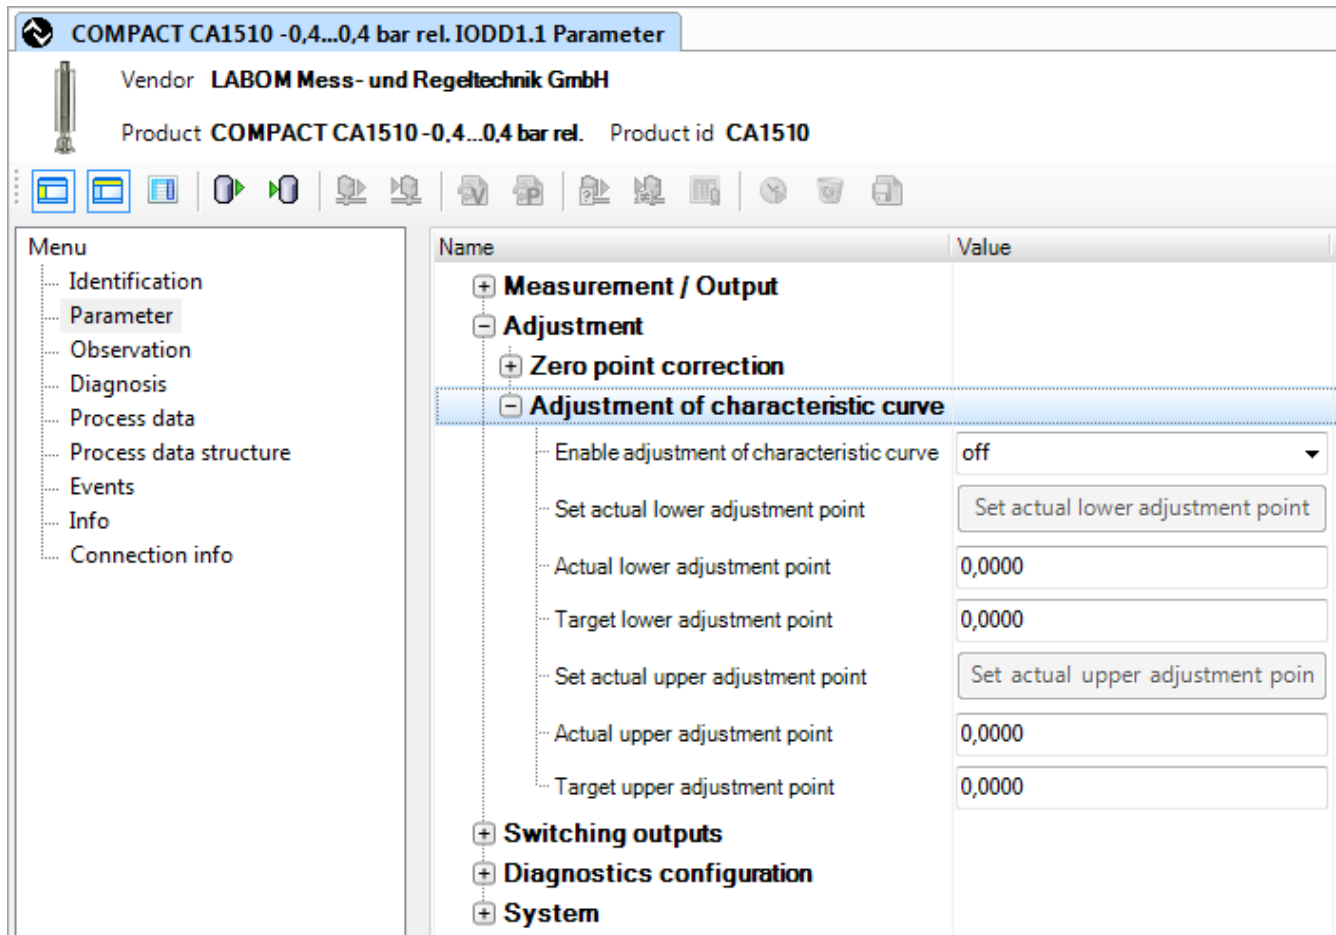 COMPACT CA1510 -0,4...0,4 bar rel. IODD1.1 Parameter
Vendor LABOM Mess- und Regeltechnik GmbH
Product COMPACT CA1510 -0,4...0,4 bar rel. Product id CA1510
V P ?
Menu
Identification
Parameter
Observation
Diagnosis
Process data
Process data structure
Events
Info
Connection info
Name Value
Measurement / Output
Adjustment
Zero point correction
Adjustment of characteristic curve
Enable adjustment of characteristic curve off
Set actual lower adjustment point Set actual lower adjustment point
Actual lower adjustment point 0,0000
Target lower adjustment point 0,0000
Set actual upper adjustment point Set actual upper adjustment poin
Actual upper adjustment point 0,0000
Target upper adjustment point 0,0000
Switching outputs
Diagnostics configuration
System